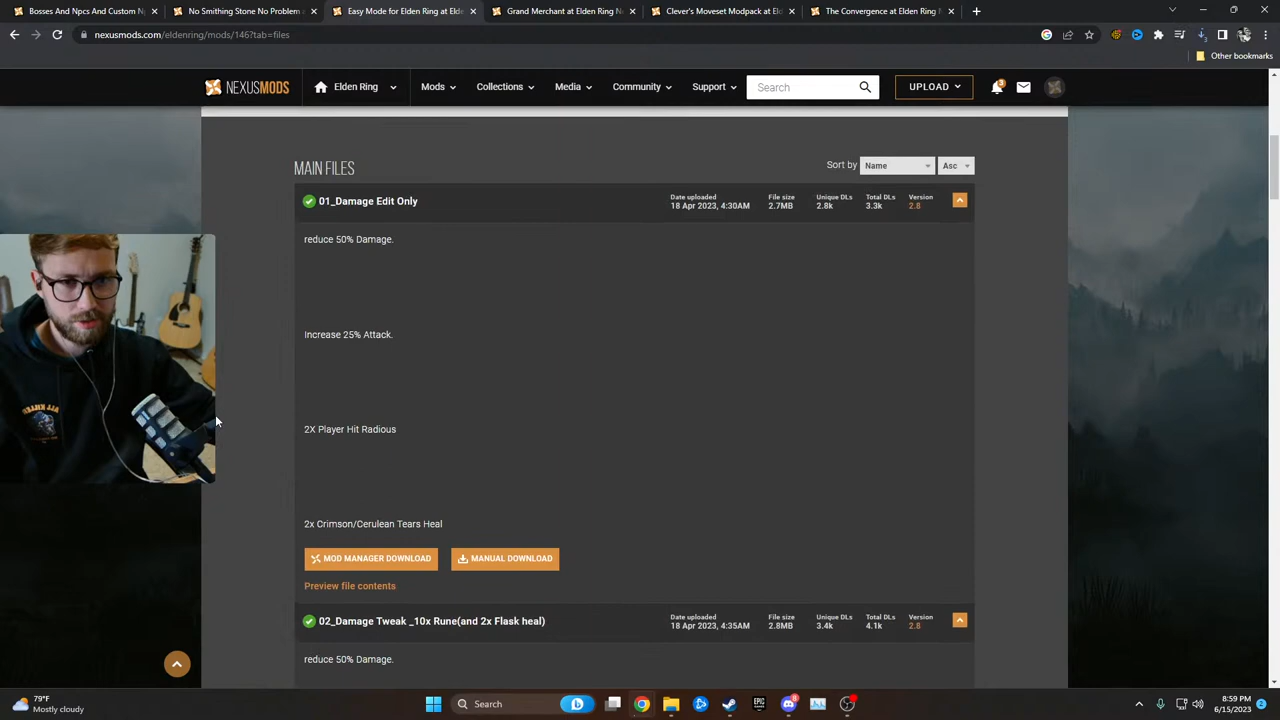 Bosses And Npcs And Custom N
No Smithing Stone No Problem
Easy Mode for Elden Ring at Eld
Grand Merchant at Elden Ring N
Clever's Moveset Modpack at Eld
The Convergence at Elden Ring
nexusmods.com/eldenring/mods/146?tab=files
Other bookmarks
NEXUSMODS
Elden Ring
Mods
Collections
Media
Community
Support
Search
UPLOAD
MAIN FILES
Sort by
Name
Asc
01_Damage Edit Only
Date uploaded
18 Apr 2023, 4:30AM
File size
2.7MB
Unique DLs
2.8k
Total DLs
3.3k
Version
2.8
reduce 50% Damage.
Increase 25% Attack.
2X Player Hit Radious
2x Crimson/Cerulean Tears Heal
MOD MANAGER DOWNLOAD
MANUAL DOWNLOAD
Preview file contents
02_Damage Tweak _10x Rune(and 2x Flask heal)
Date uploaded
18 Apr 2023, 4:35AM
File size
2.8MB
Unique DLs
3.4k
Total DLs
4.1k
Version
2.8
reduce 50% Damage.
79°F
Mostly cloudy
Search
8:59 PM
6/13/2023